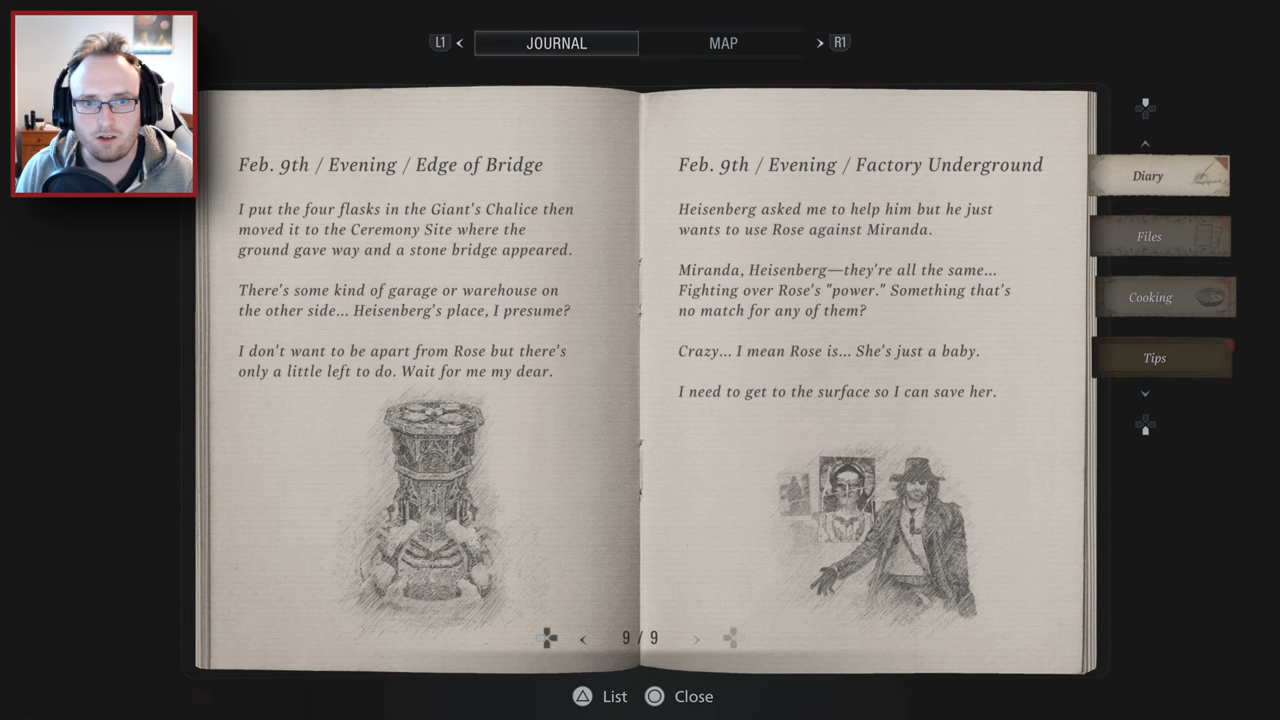 L1 JOURNAL MAP R1
Feb. 9th / Evening / Edge of Bridge
I put the four flasks in the Giant's Chalice then
moved it to the Ceremony Site where the
ground gave way and a stone bridge appeared.
There's some kind of garage or warehouse on
the other side... Heisenberg's place, I presume?
I don't want to be apart from Rose but there's
only a little left to do. Wait for me my dear.
Feb. 9th / Evening / Factory Underground
Heisenberg asked me to help him but he just
wants to use Rose against Miranda.
Miranda, Heisenberg—they're all the same...
Fighting over Rose's "power." Something that's
no match for any of them?
Crazy... I mean Rose is... She's just a baby.
I need to get to the surface so I can save her.
Diary
Files
Cooking
Tips
9 / 9
List Close